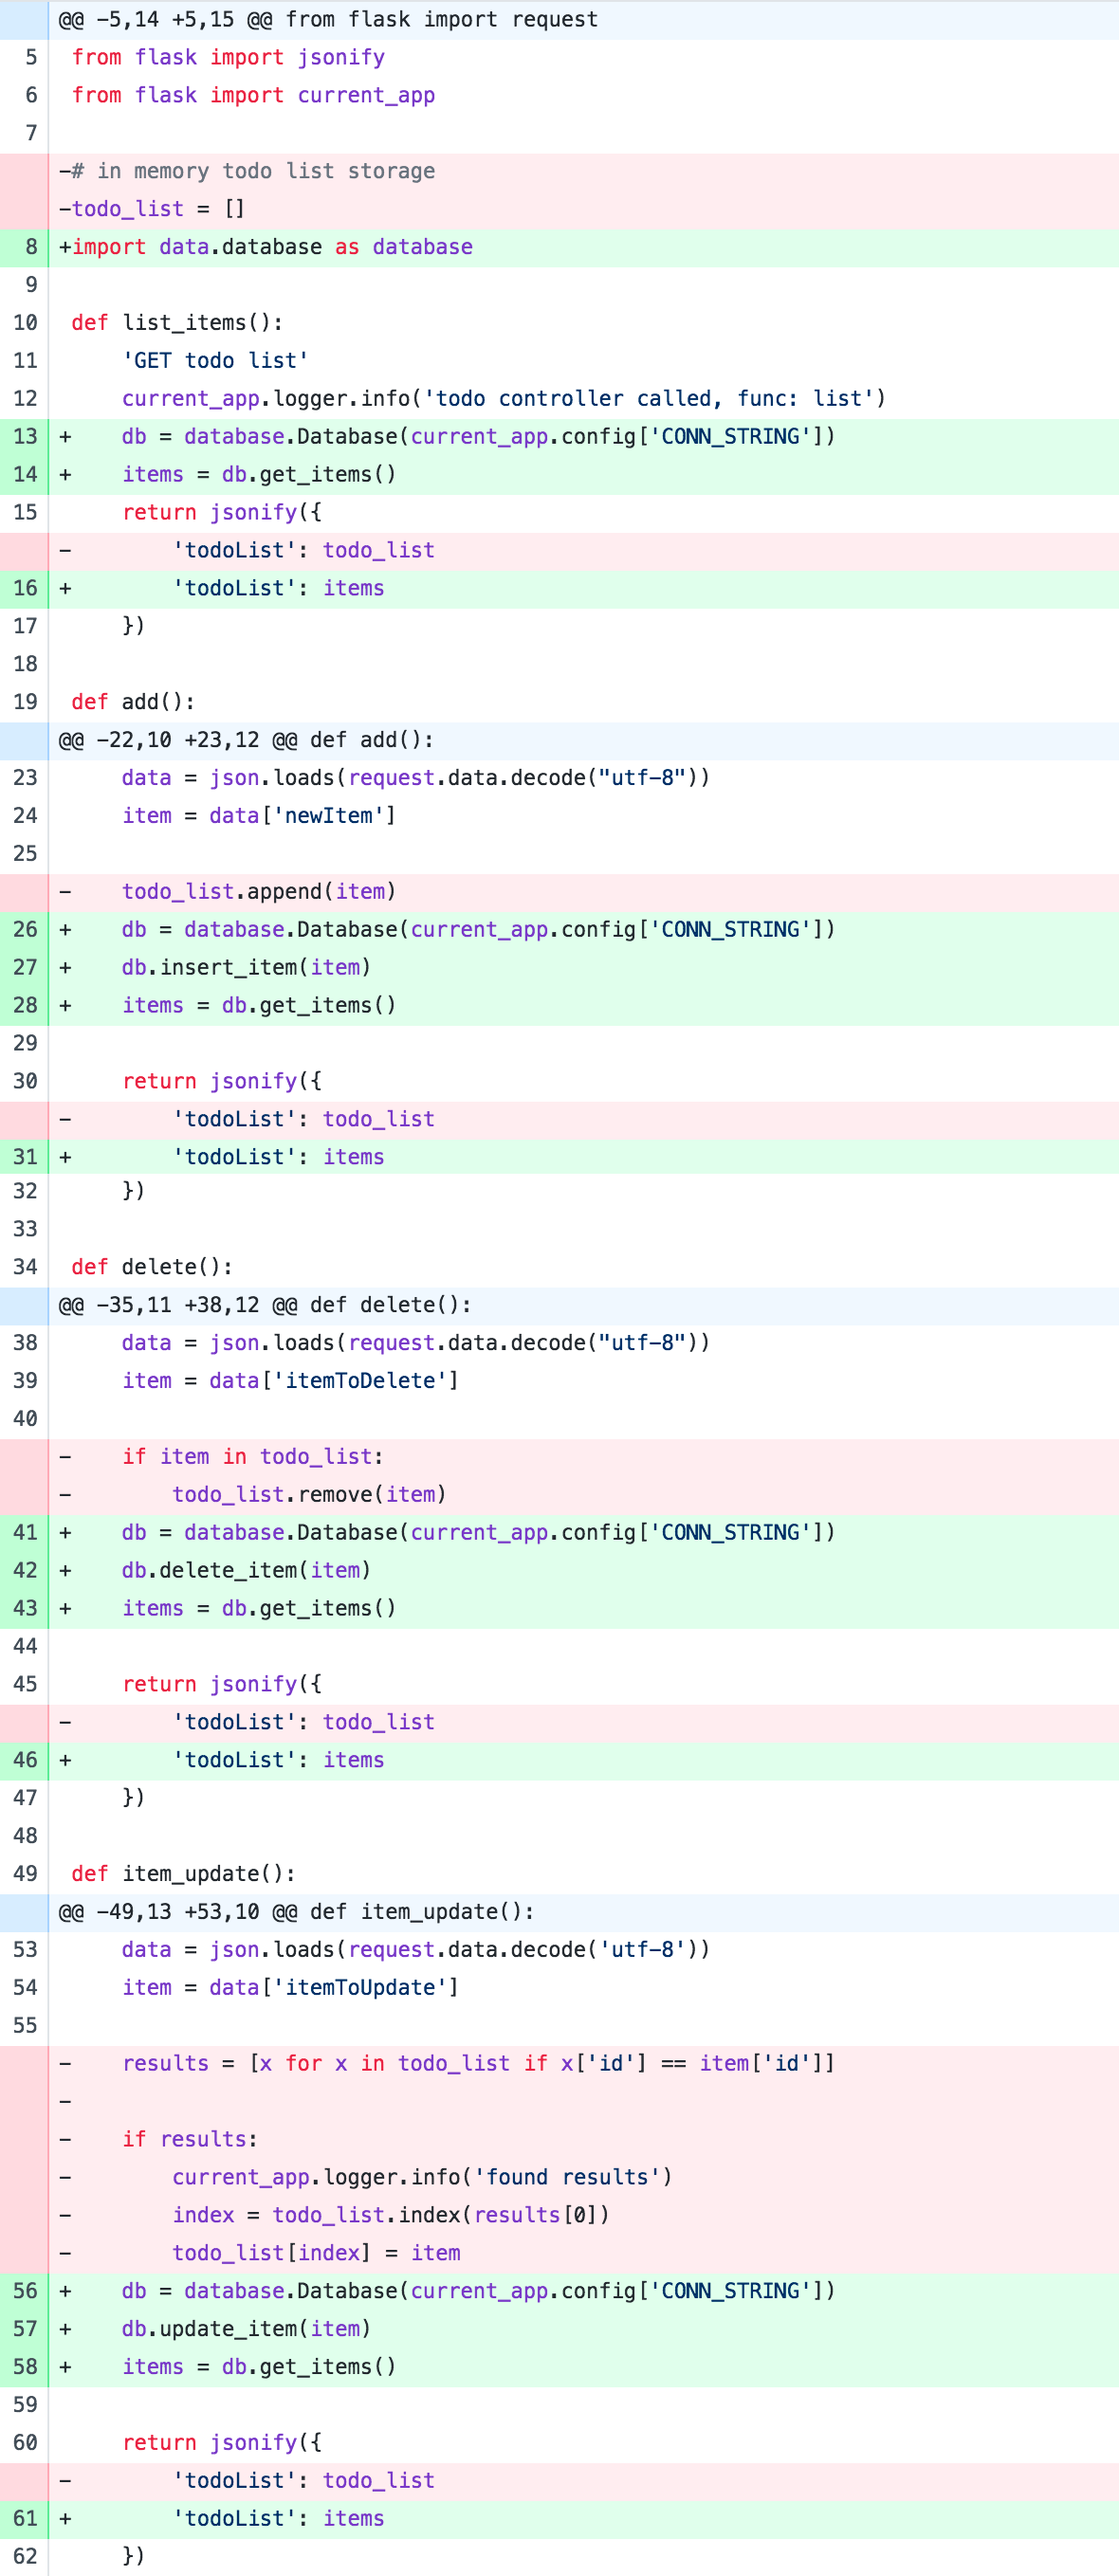 @@ -5,14 +5,15 @@ from flask import request
5 from flask import jsonify
6 from flask import current_app
7
-# in memory todo list storage
-todo_list = []
8 +import data.database as database
9
10 def list_items():
11     'GET todo list'
12     current_app.logger.info('todo controller called, func: list')
13 +    db = database.Database(current_app.config['CONN_STRING'])
14 +    items = db.get_items()
15     return jsonify({
-        'todoList': todo_list
16 +        'todoList': items
17     })
18
19 def add():
@@ -22,10 +23,12 @@ def add():
23     data = json.loads(request.data.decode("utf-8"))
24     item = data['newItem']
25
-    todo_list.append(item)
26 +    db = database.Database(current_app.config['CONN_STRING'])
27 +    db.insert_item(item)
28 +    items = db.get_items()
29
30     return jsonify({
-        'todoList': todo_list
31 +        'todoList': items
32     })
33
34 def delete():
@@ -35,11 +38,12 @@ def delete():
38     data = json.loads(request.data.decode("utf-8"))
39     item = data['itemToDelete']
40
-    if item in todo_list:
-        todo_list.remove(item)
41 +    db = database.Database(current_app.config['CONN_STRING'])
42 +    db.delete_item(item)
43 +    items = db.get_items()
44
45     return jsonify({
-        'todoList': todo_list
46 +        'todoList': items
47     })
48
49 def item_update():
@@ -49,13 +53,10 @@ def item_update():
53     data = json.loads(request.data.decode('utf-8'))
54     item = data['itemToUpdate']
55
-    results = [x for x in todo_list if x['id'] == item['id']]
-
-    if results:
-        current_app.logger.info('found results')
-        index = todo_list.index(results[0])
-        todo_list[index] = item
56 +    db = database.Database(current_app.config['CONN_STRING'])
57 +    db.update_item(item)
58 +    items = db.get_items()
59
60     return jsonify({
-        'todoList': todo_list
61 +        'todoList': items
62     })